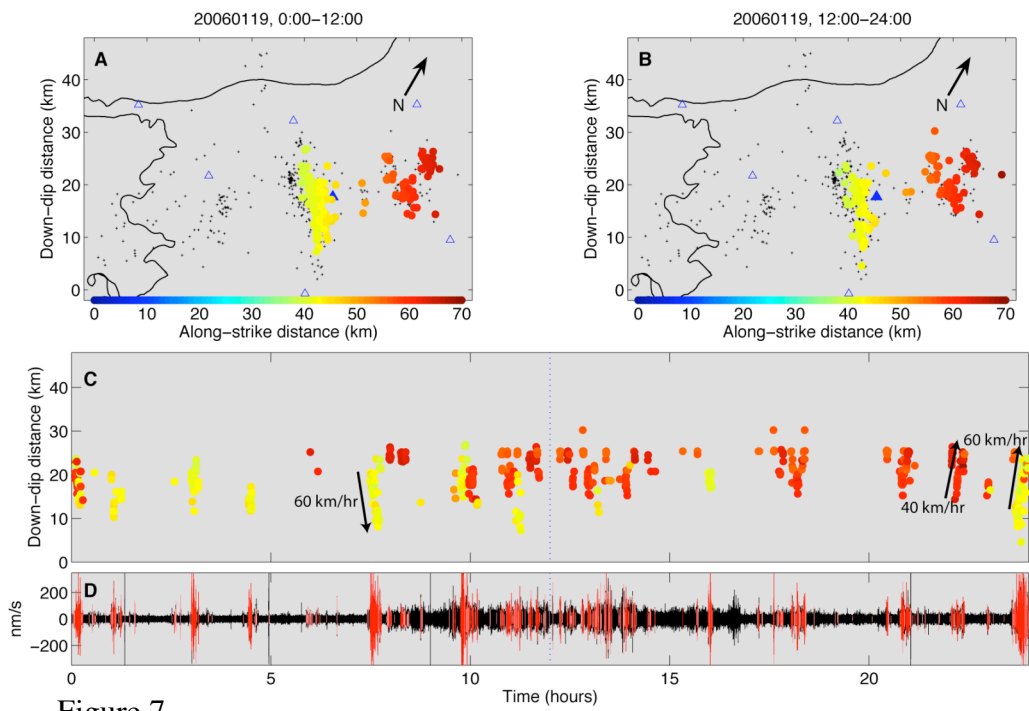 20060119, 0:00−12:00
20060119, 12:00−24:00
A
N
Down−dip distance (km)
40
30
20
10
0
0 10 20 30 40 50 60 70
Along−strike distance (km)
B
N
Down−dip distance (km)
40
30
20
10
0
0 10 20 30 40 50 60 70
Along−strike distance (km)
C
Down−dip distance (km)
40
30
20
10
0
60 km/hr
40 km/hr
60 km/hr
D
nm/s
200
0
−200
0 5 10 15 20
Time (hours)
Figure 7